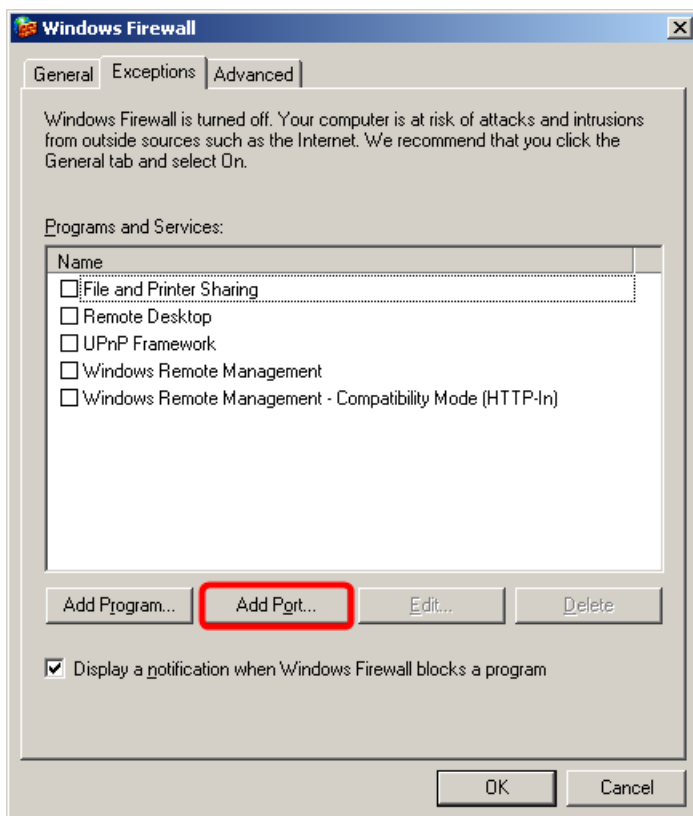 Windows Firewall
General Exceptions Advanced
Windows Firewall is turned off. Your computer is at risk of attacks and intrusions
from outside sources such as the Internet. We recommend that you click the
General tab and select On.
Programs and Services:
Name
File and Printer Sharing
Remote Desktop
UPnP Framework
Windows Remote Management
Windows Remote Management - Compatibility Mode (HTTP-In)
Add Program... Add Port... Edit... Delete
Display a notification when Windows Firewall blocks a program
OK Cancel